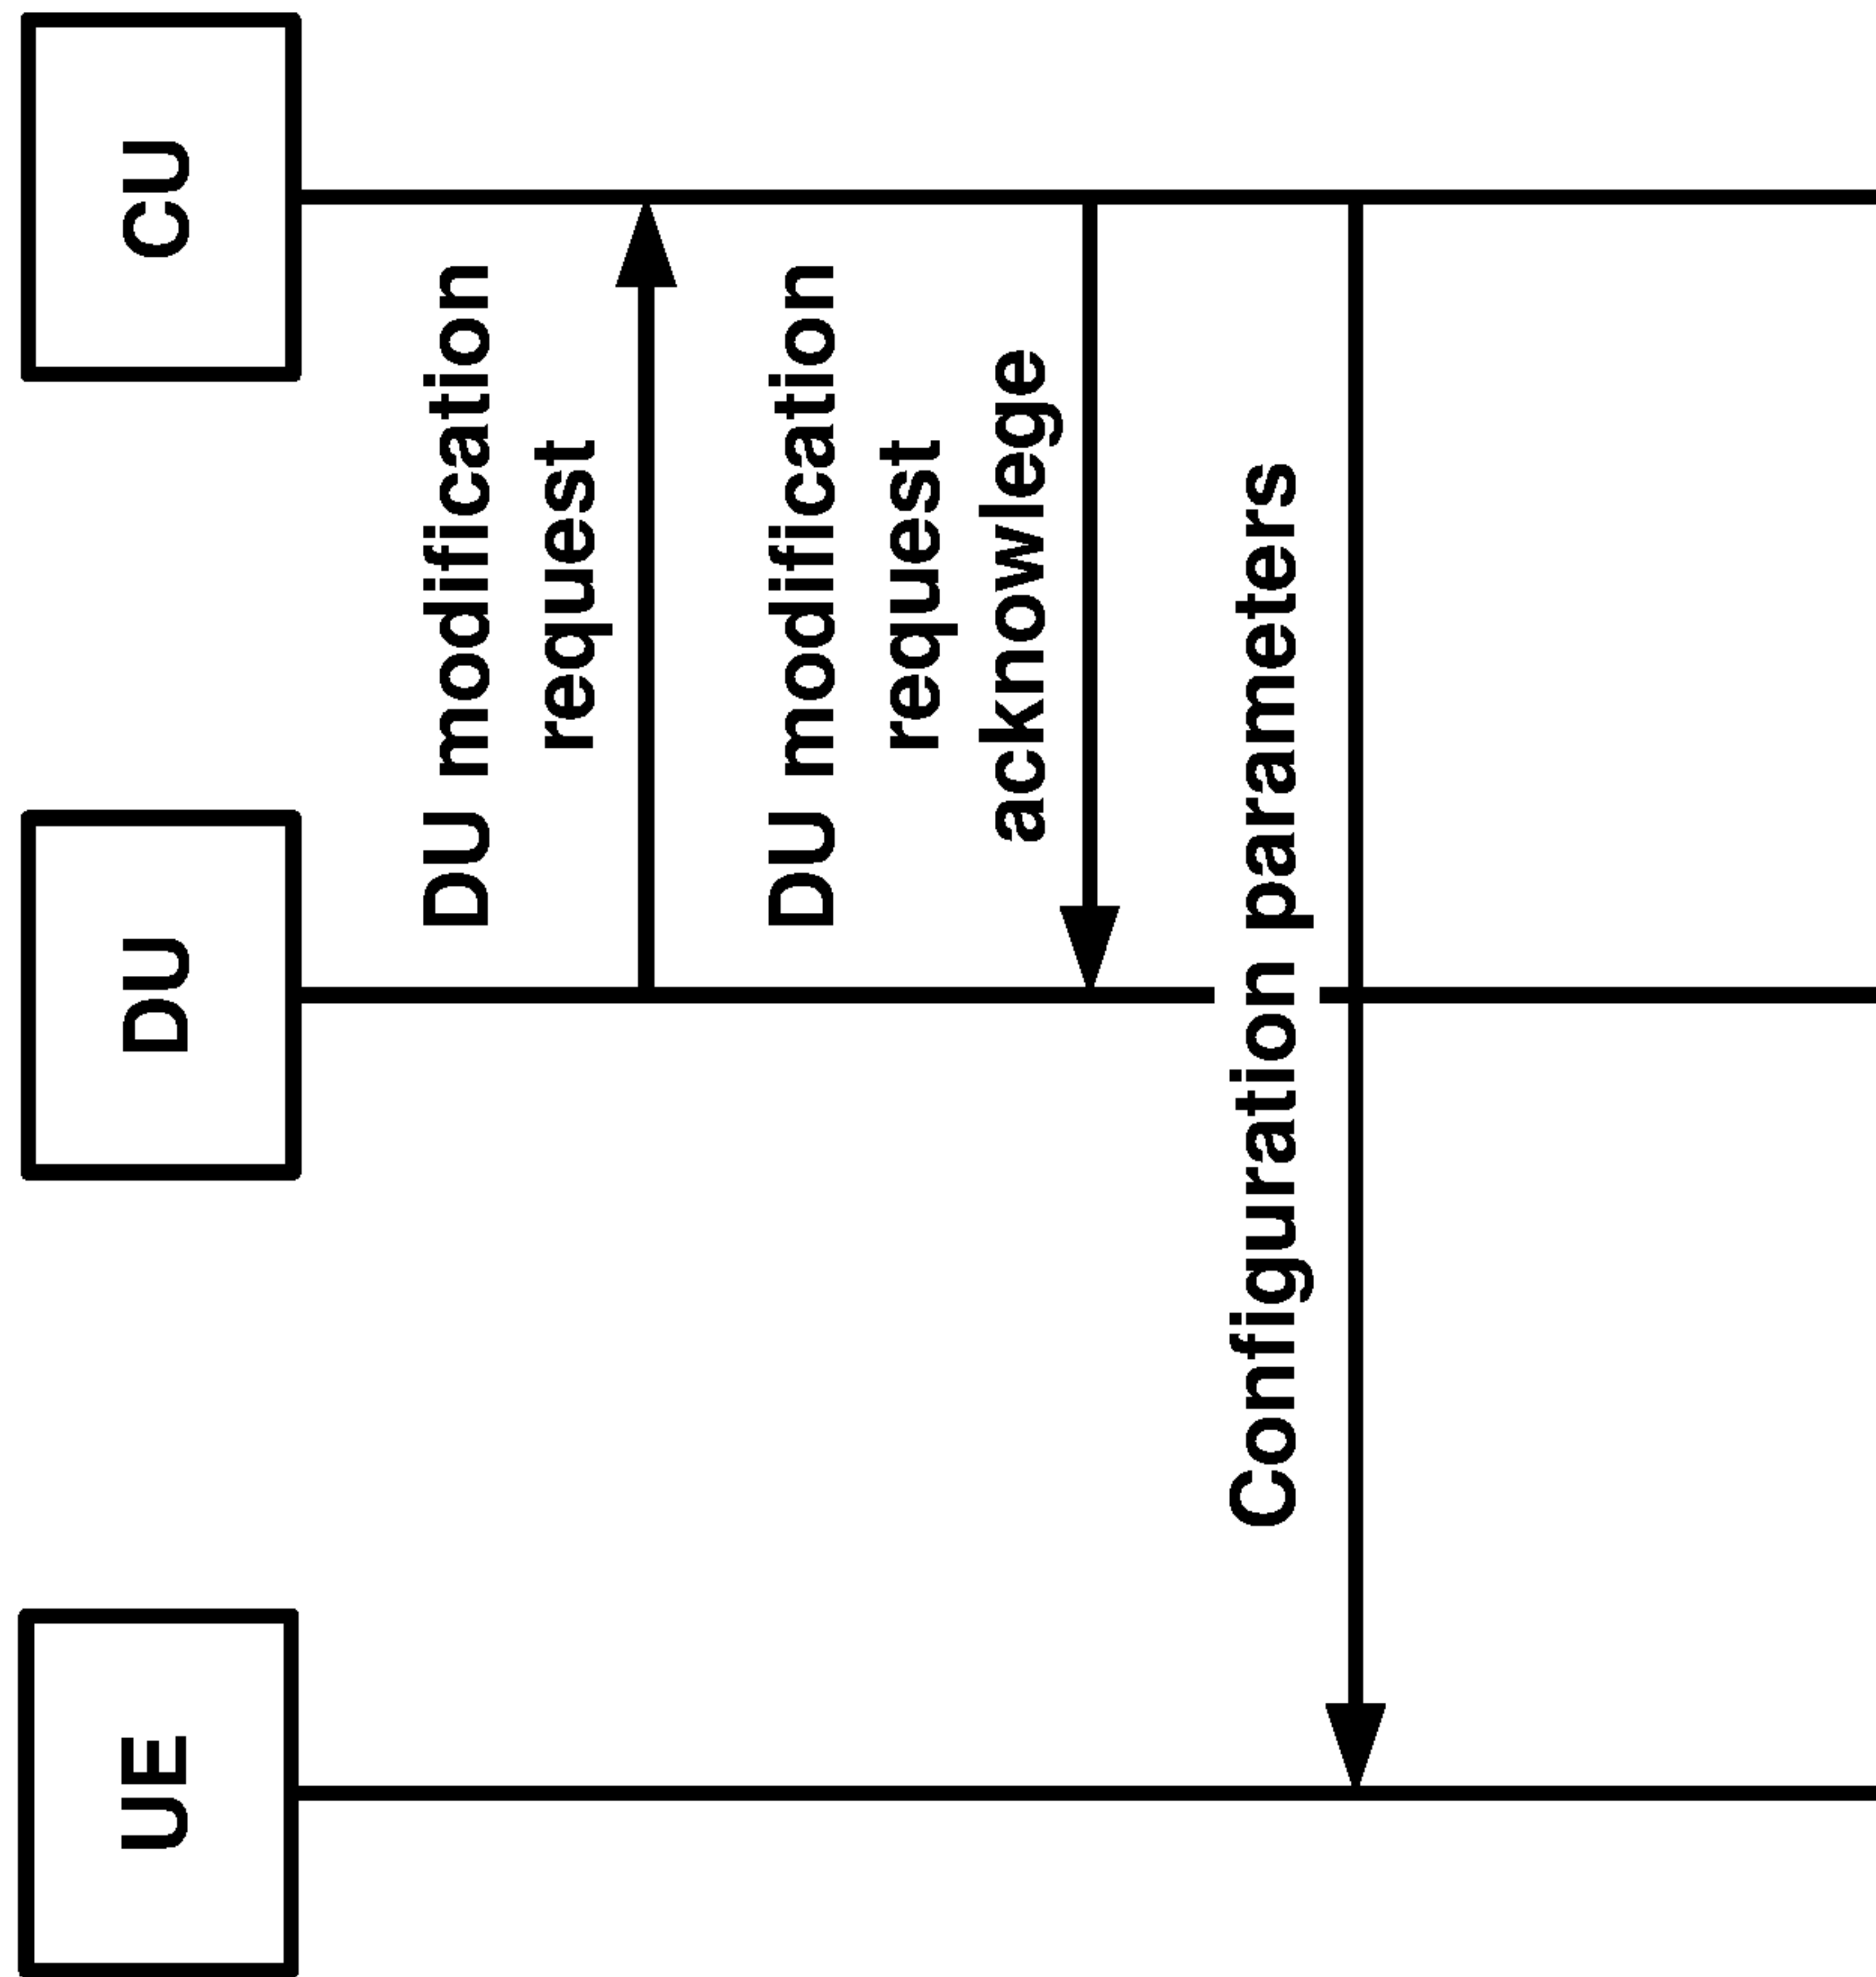 UE
DU
CU
DU modification
request
DU modification
request
acknowlege
Configuration parameters